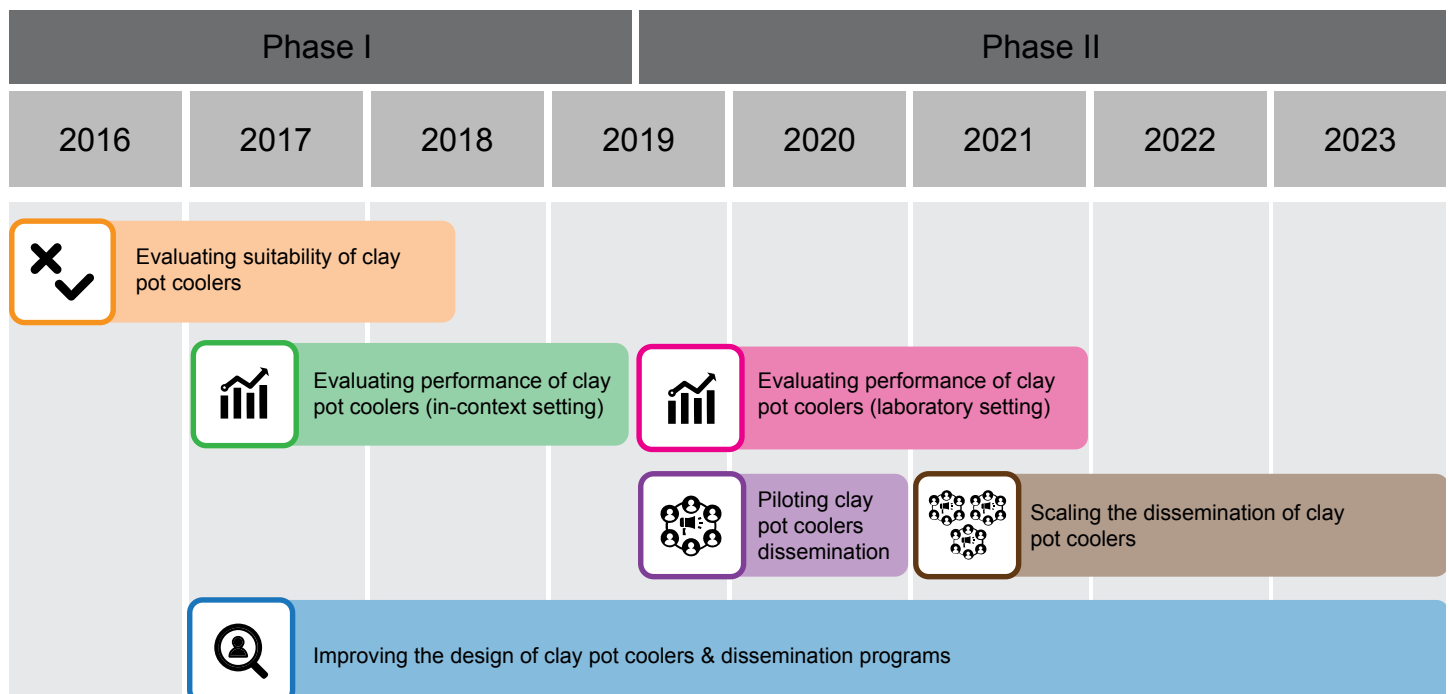 Phase I
Phase II
2016
2017
2018
2019
2020
2021
2022
2023
Evaluating suitability of clay
pot coolers
Evaluating performance of clay
pot coolers (in-context setting)
Evaluating performance of clay
pot coolers (laboratory setting)
Piloting clay
pot coolers
dissemination
Scaling the dissemination of clay
pot coolers
Improving the design of clay pot coolers & dissemination programs